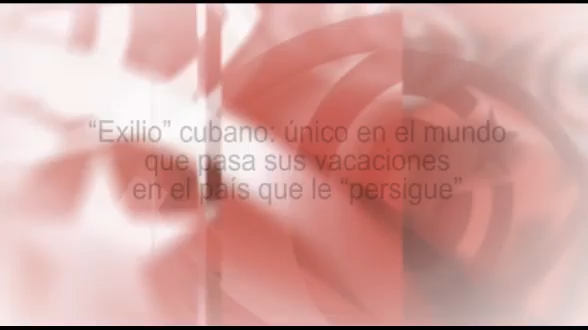 “Exilio” cubano: único en el mundo
que pasa sus vacaciones
en el país que le “persigue”